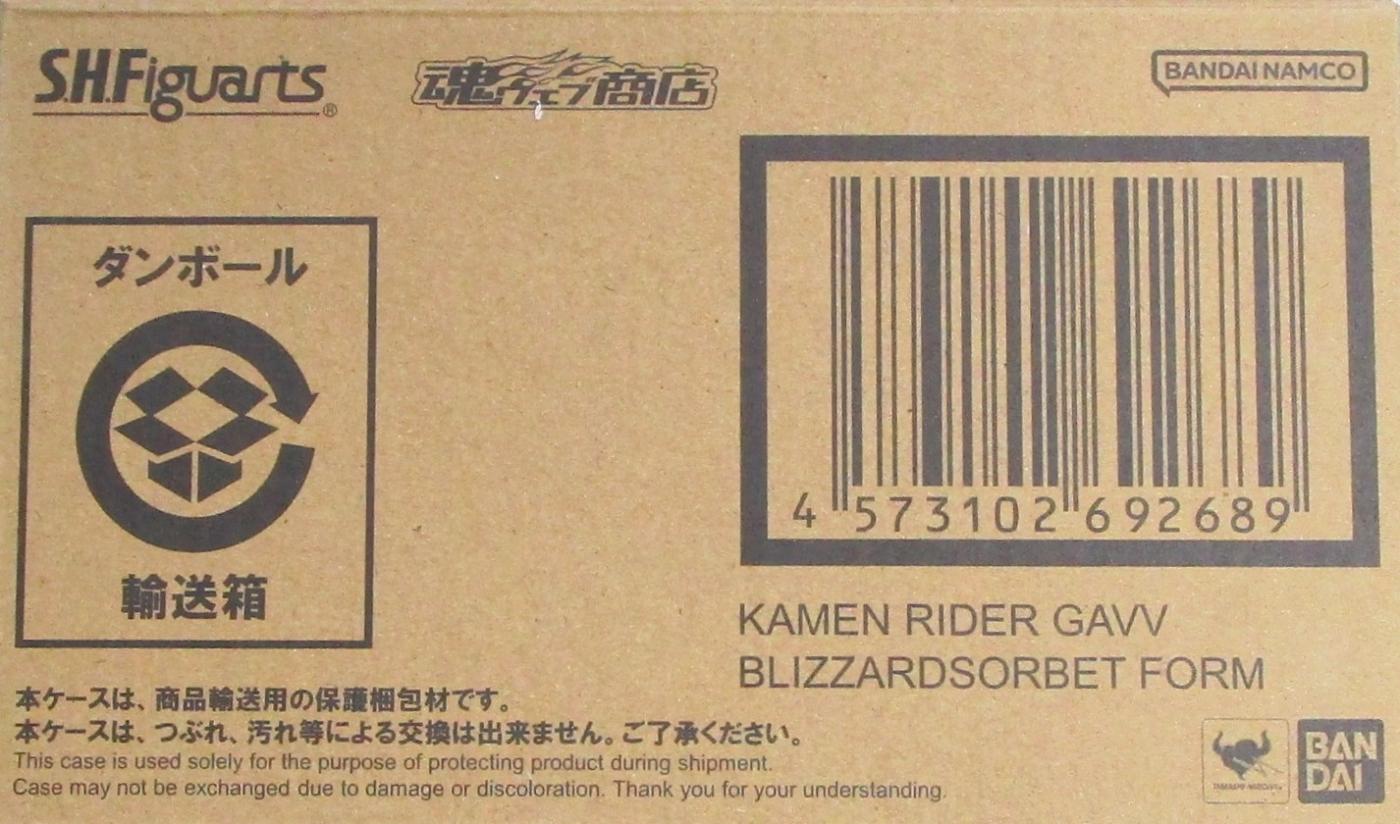 S.H.Figuarts®
魂ウェブ商店
BANDAI NAMCO
ダンボール
輸送箱
4 573102 692689
KAMEN RIDER GAVV
BLIZZARDSORBET FORM
本ケースは、商品輸送用の保護梱包材です。
本ケースは、つぶれ、汚れ等による交換は出来ません。ご了承ください。
This case is used solely for the purpose of protecting product during shipment.
Case may not be exchanged due to damage or discoloration. Thank you for your understanding.
TAMASHII NATIONS
BAN
DAI